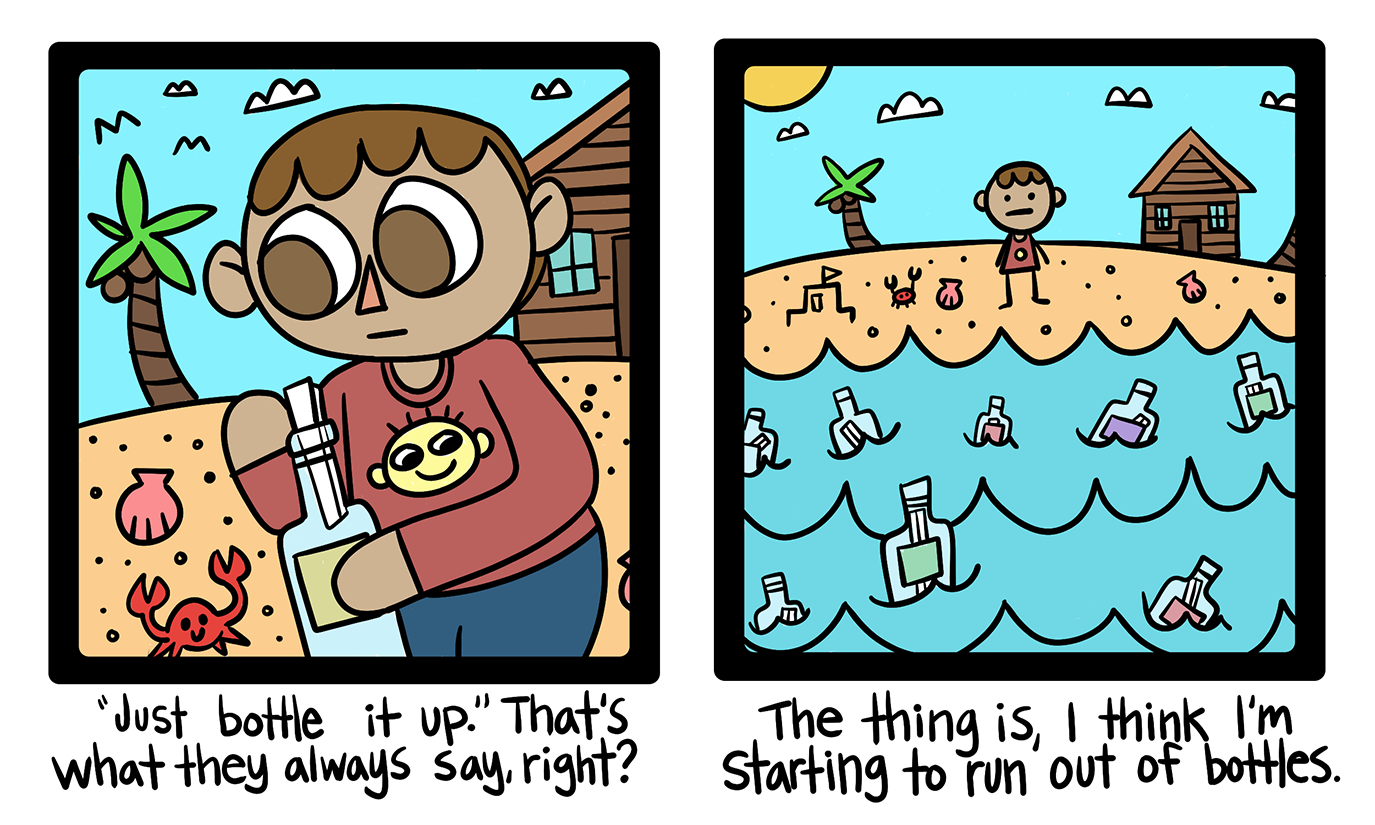 "Just bottle it up." That's
what they always say, right?
The thing is, I think I'm
starting to run out of bottles.